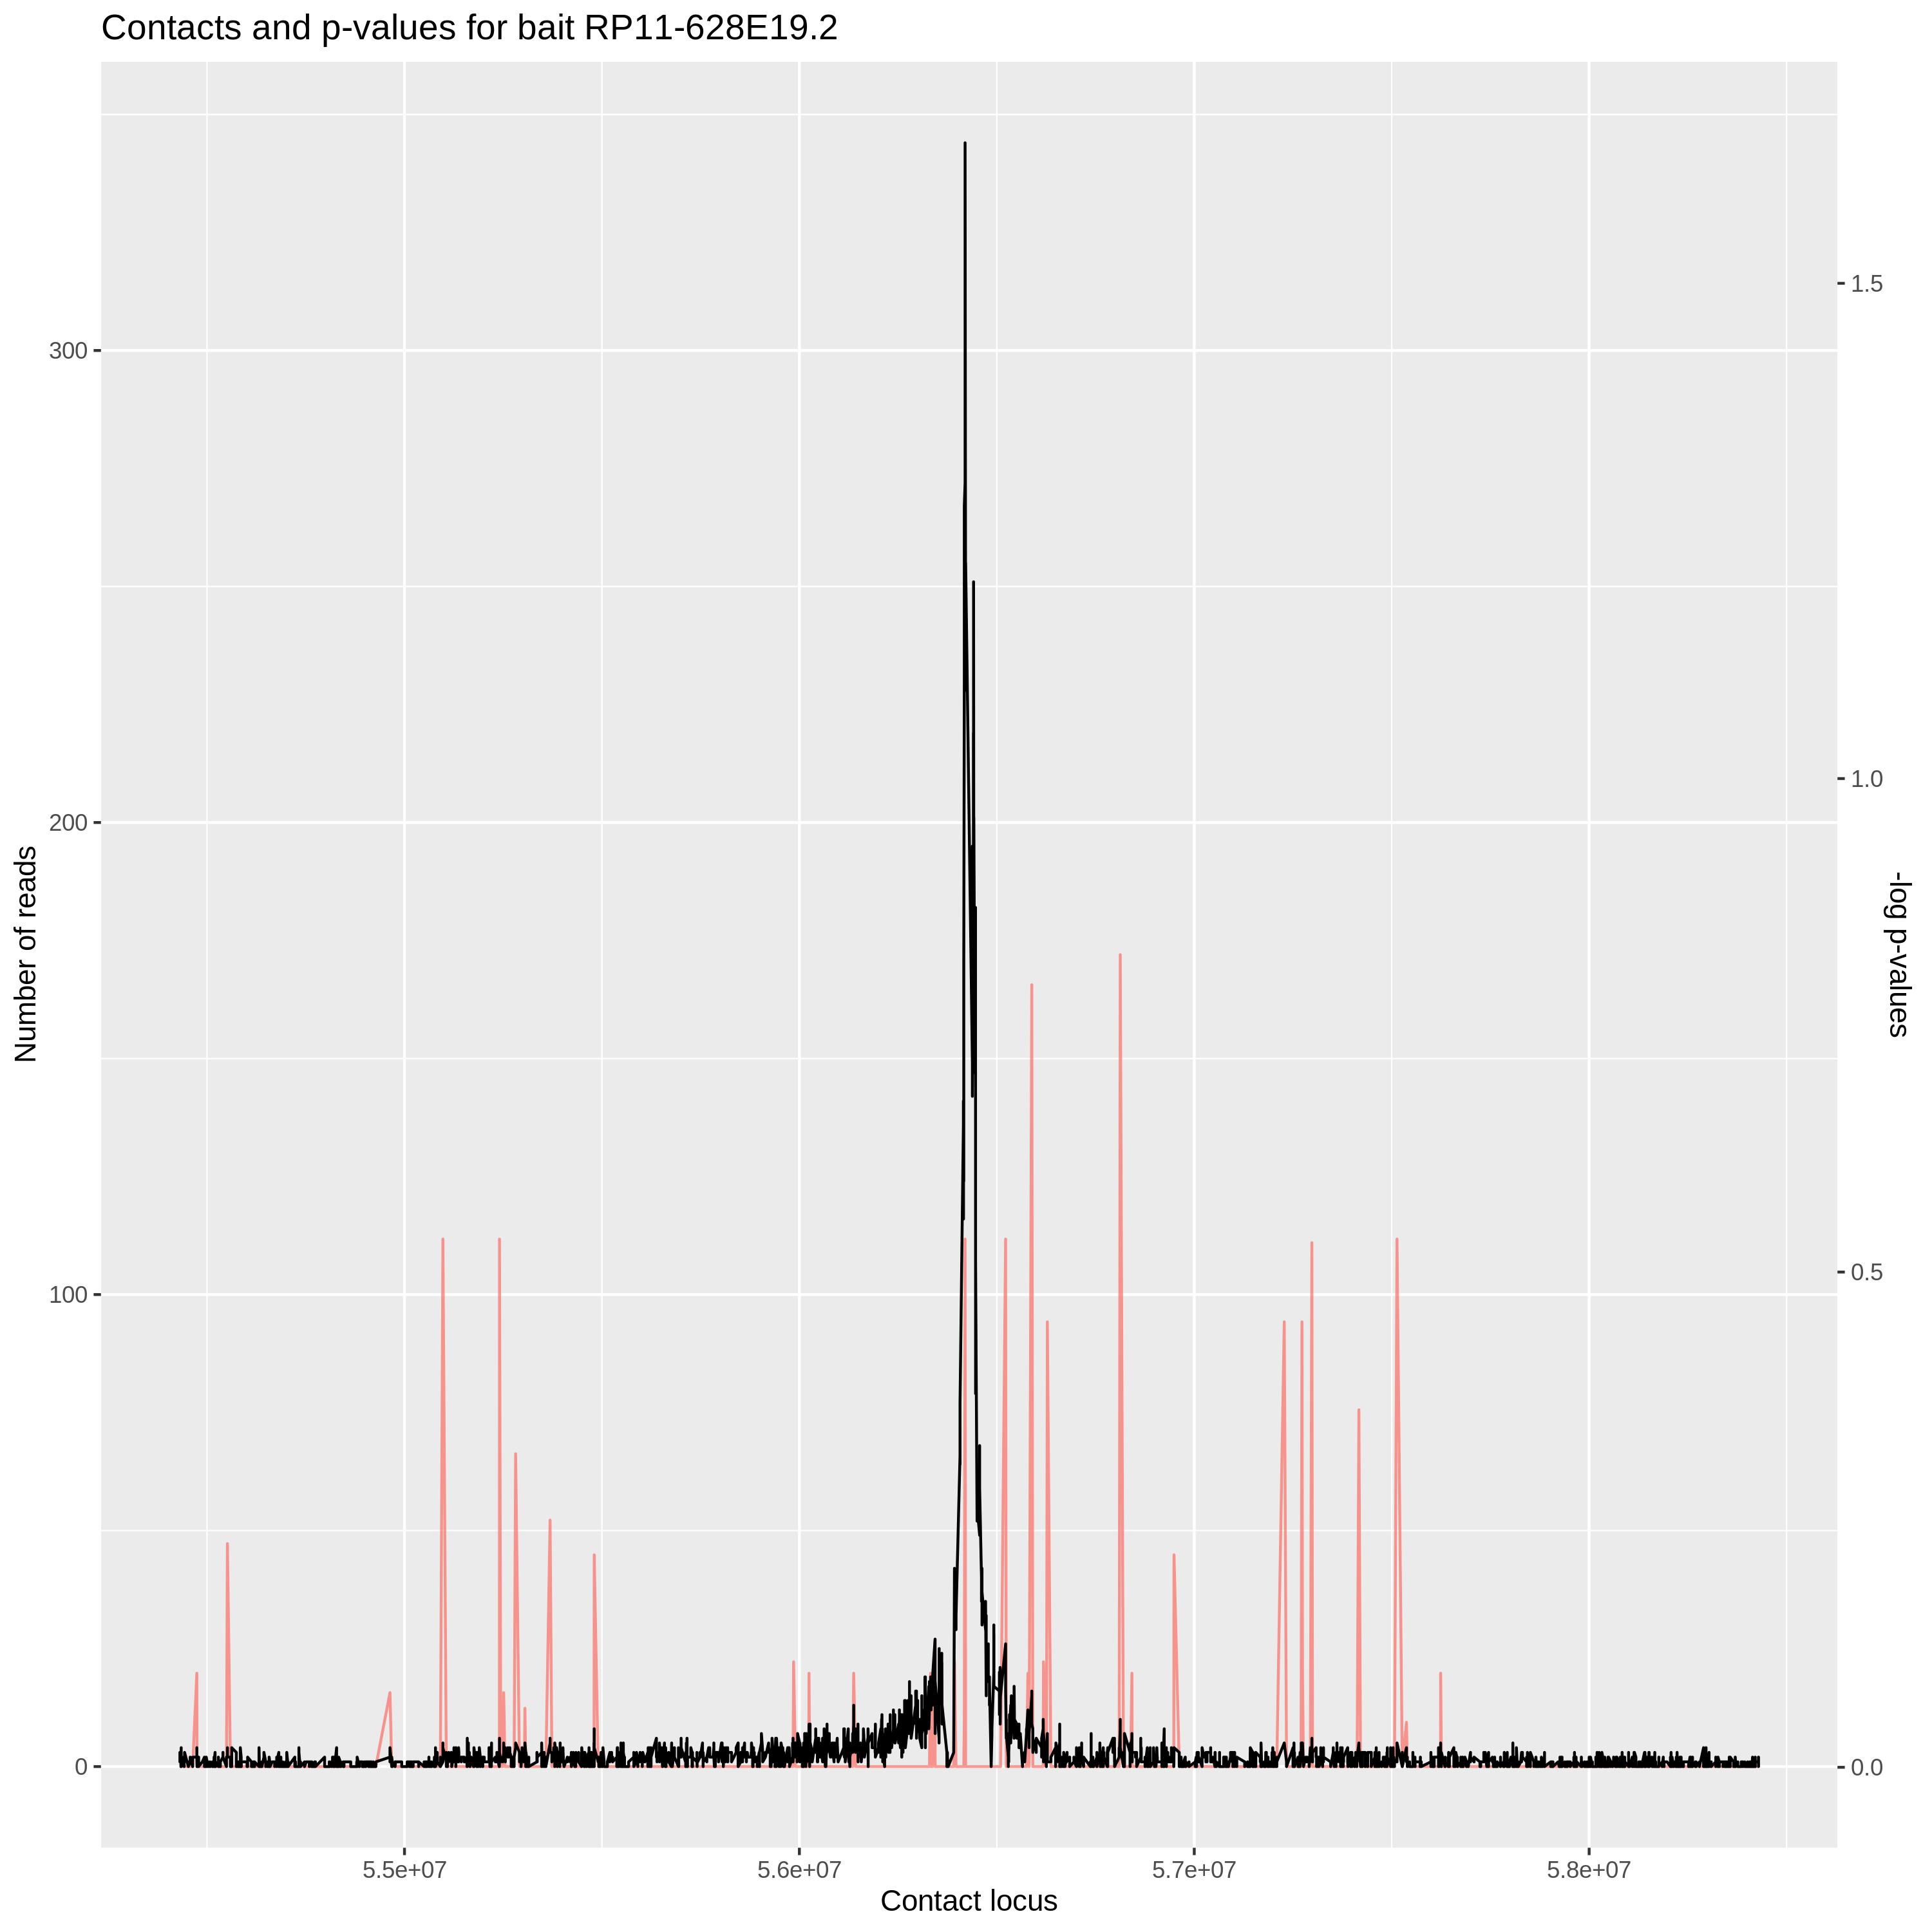 Contacts and p-values for bait RP11-628E19.2
300
200
100
0
Number of reads
1.5
1.0
0.5
0.0
-log p-values
5.5e+07
5.6e+07
5.7e+07
5.8e+07
Contact locus